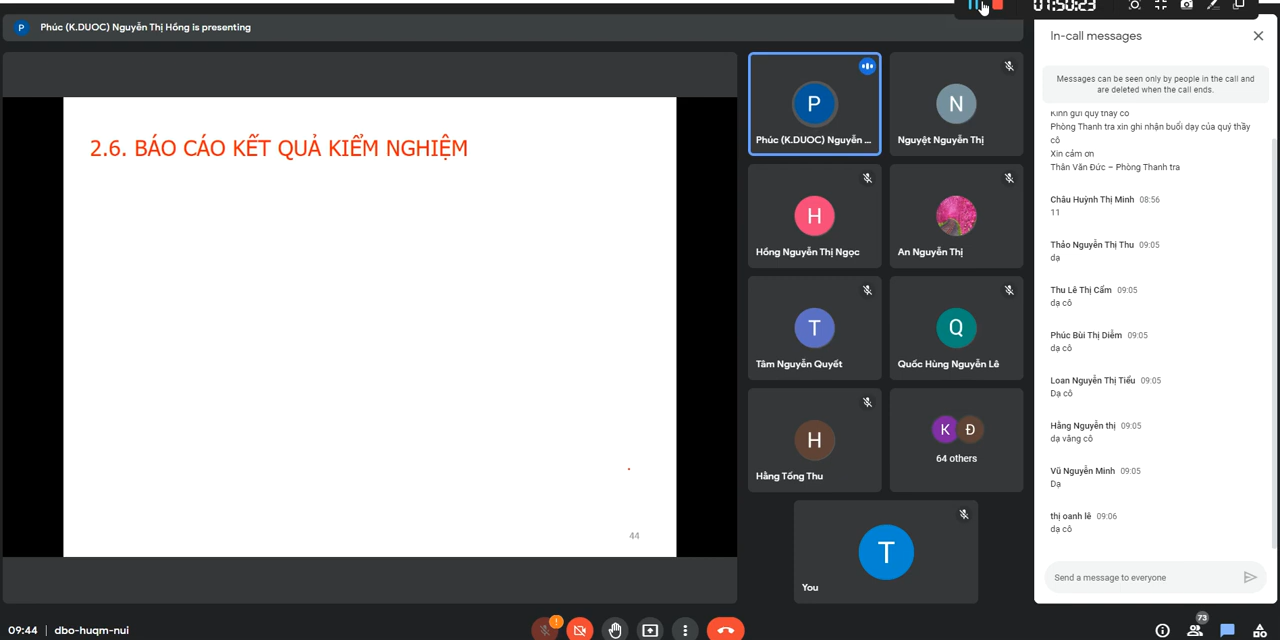 01:50:23
P Phúc (K.DUOC) Nguyễn Thị Hồng is presenting
2.6. BÁO CÁO KẾT QUẢ KIỂM NGHIỆM
44
P
Phúc (K.DUOC) Nguyễn ...
N
Nguyệt Nguyễn Thị
H
Hồng Nguyễn Thị Ngọc
An Nguyễn Thị
T
Tâm Nguyễn Quyết
Q
Quốc Hùng Nguyễn Lê
H
Hằng Tống Thu
K Đ
64 others
T
You
In-call messages
Messages can be seen only by people in the call and
are deleted when the call ends.
Kính gửi quý thầy cô
Phòng Thanh tra xin ghi nhận buổi dạy của quý thầy
cô
Xin cảm ơn
Thân Văn Đức – Phòng Thanh tra
Châu Huỳnh Thị Minh 08:56
11
Thảo Nguyễn Thị Thu 09:05
dạ
Thu Lê Thị Cẩm 09:05
dạ cô
Phúc Bùi Thị Diễm 09:05
dạ cô
Loan Nguyễn Thị Tiểu 09:05
Dạ cô
Hằng Nguyễn thị 09:05
dạ vâng cô
Vũ Nguyễn Minh 09:05
Dạ
thị oanh lê 09:06
dạ cô
Send a message to everyone
09:44 | dbo-huqm-nui
!
73